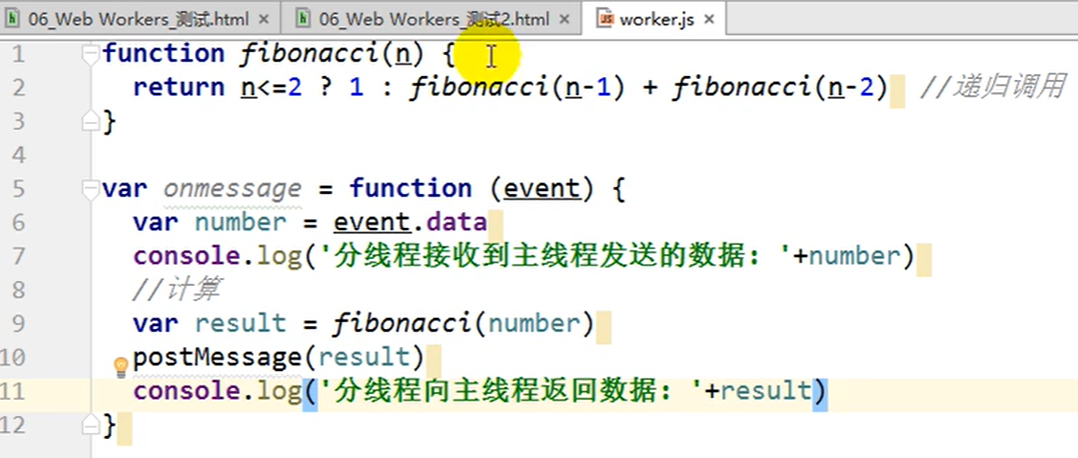 06_Web Workers_测试.html
06_Web Workers_测试2.html
worker.js
1 function fibonacci(n) {
2 return n<=2 ? 1 : fibonacci(n-1) + fibonacci(n-2) //递归调用
3 }
4
5 var onmessage = function (event) {
6 var number = event.data
7 console.log('分线程接收到主线程发送的数据: '+number)
8 //计算
9 var result = fibonacci(number)
10 postMessage(result)
11 console.log('分线程向主线程返回数据: '+result)
12 }